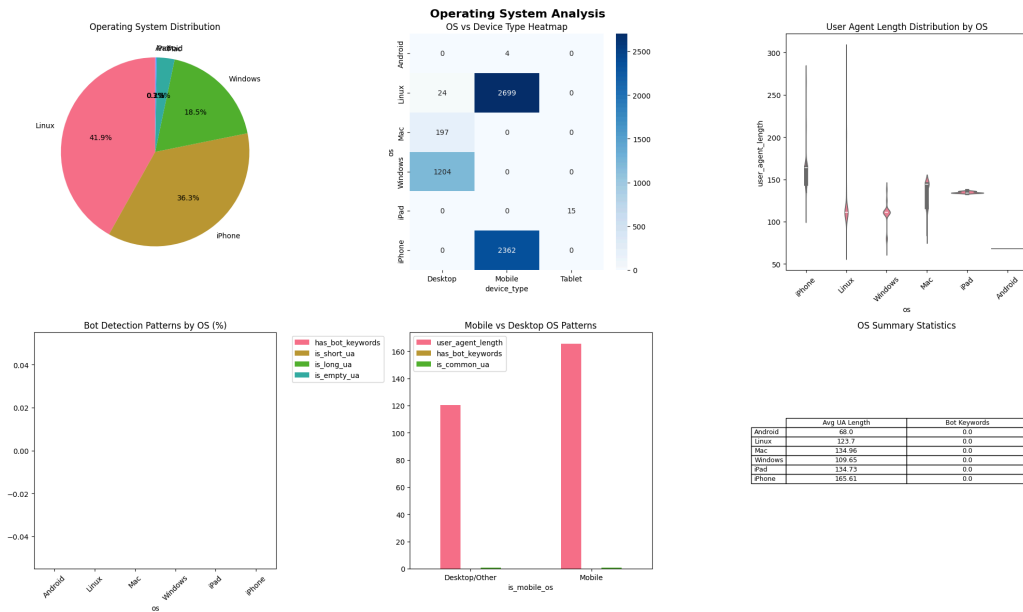 Operating System Analysis
Operating System Distribution
Linux
Windows
iPhone
41.9%
36.3%
18.5%
OS vs Device Type Heatmap
os
Android
Linux
Mac
Windows
iPad
iPhone
0 4 0
24 2699 0
197 0 0
1204 0 0
0 0 15
0 2362 0
Desktop Mobile Tablet
device_type
2500
2000
1500
1000
500
0
User Agent Length Distribution by OS
user_agent_length
300
250
200
150
100
50
iPhone Linux Windows Mac iPad Android
os
Bot Detection Patterns by OS (%)
0.04
0.02
0.00
−0.02
−0.04
Android Linux Mac Windows iPad iPhone
os
has_bot_keywords
is_short_ua
is_long_ua
is_empty_ua
Mobile vs Desktop OS Patterns
user_agent_length
has_bot_keywords
is_common_ua
160
140
120
100
80
60
40
20
0
Desktop/Other Mobile
is_mobile_os
OS Summary Statistics
Avg UA Length Bot Keywords
Android 68.0 0.0
Linux 123.7 0.0
Mac 134.96 0.0
Windows 109.65 0.0
iPad 134.73 0.0
iPhone 165.61 0.0